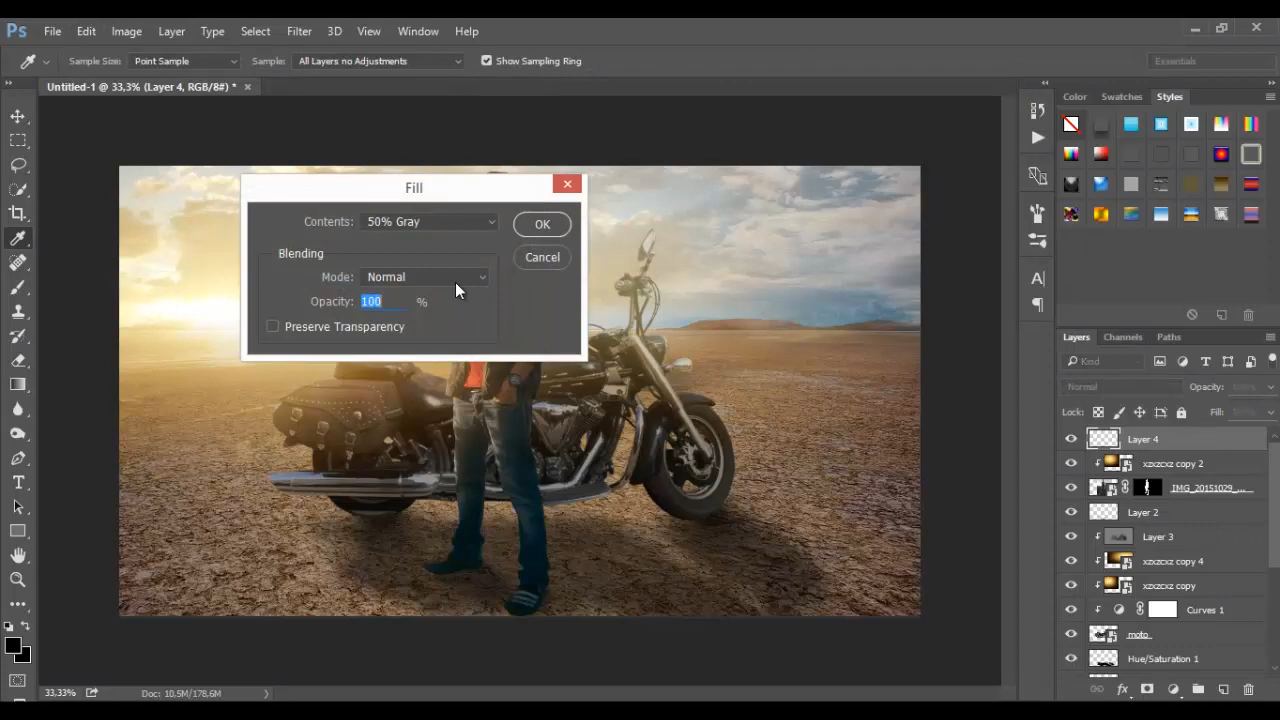 Ps File Edit Image Layer Type Select Filter 3D View Window Help
Sample Size: Point Sample Sample: All Layers no Adjustments Show Sampling Ring Essentials
Untitled-1 @ 33,3% (Layer 4, RGB/8#) * ×
Color Swatches Styles
Fill
Contents: 50% Gray OK
Blending
Cancel
Mode: Normal
Opacity: 100 %
Preserve Transparency
Layers Channels Paths
Kind
Normal Opacity:
Lock: Fill:
Layer 4
xzxzcxz copy 2
IMG_20151029_...
Layer 2
Layer 3
xzxzcxz copy 4
xzxzcxz copy
Curves 1
moto
Hue/Saturation 1
33,33% Doc: 10,5M/178,6M